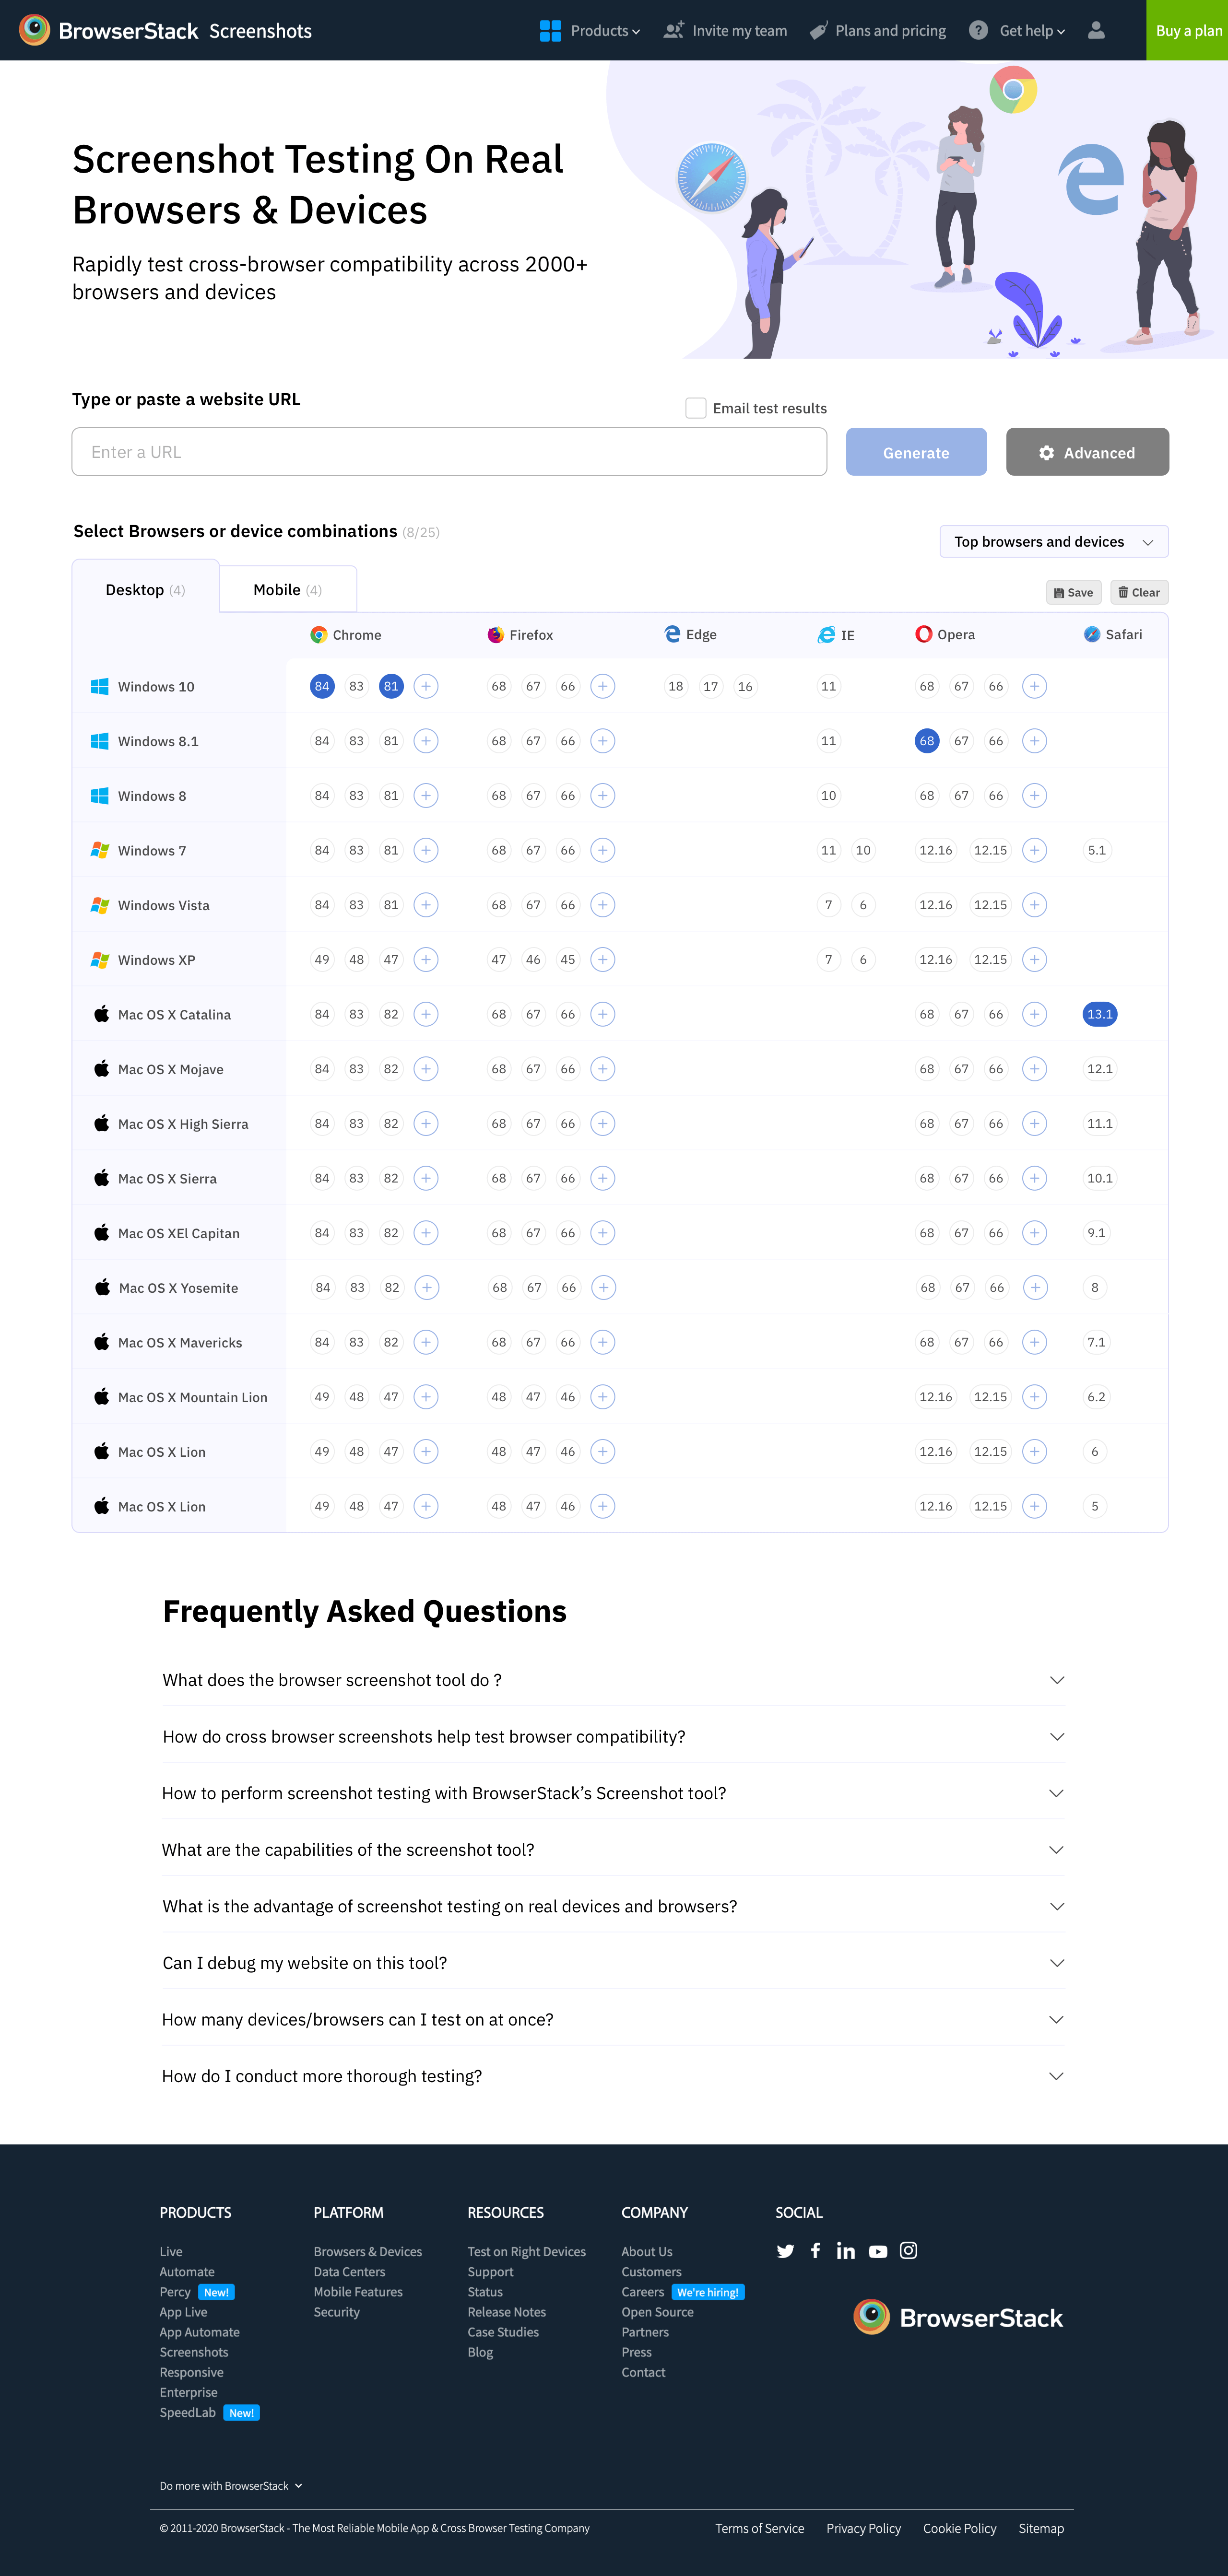 BrowserStack Screenshots
Products
Invite my team
Plans and pricing
? Get help
Buy a plan
Screenshot Testing On Real
Browsers & Devices
Rapidly test cross-browser compatibility across 2000+
browsers and devices
Type or paste a website URL
Email test results
Enter a URL
Generate
Advanced
Select Browsers or device combinations (8/25)
Top browsers and devices
Desktop (4)
Mobile (4)
Save
Clear
Chrome Firefox Edge IE Opera Safari
Windows 10 84 83 81 + 68 67 66 + 18 17 16 11 68 67 66 +
Windows 8.1 84 83 81 + 68 67 66 + 11 68 67 66 +
Windows 8 84 83 81 + 68 67 66 + 10 68 67 66 +
Windows 7 84 83 81 + 68 67 66 + 11 10 12.16 12.15 + 5.1
Windows Vista 84 83 81 + 68 67 66 + 7 6 12.16 12.15 +
Windows XP 49 48 47 + 47 46 45 + 7 6 12.16 12.15 +
Mac OS X Catalina 84 83 82 + 68 67 66 + 68 67 66 + 13.1
Mac OS X Mojave 84 83 82 + 68 67 66 + 68 67 66 + 12.1
Mac OS X High Sierra 84 83 82 + 68 67 66 + 68 67 66 + 11.1
Mac OS X Sierra 84 83 82 + 68 67 66 + 68 67 66 + 10.1
Mac OS XEl Capitan 84 83 82 + 68 67 66 + 68 67 66 + 9.1
Mac OS X Yosemite 84 83 82 + 68 67 66 + 68 67 66 + 8
Mac OS X Mavericks 84 83 82 + 68 67 66 + 68 67 66 + 7.1
Mac OS X Mountain Lion 49 48 47 + 48 47 46 + 12.16 12.15 + 6.2
Mac OS X Lion 49 48 47 + 48 47 46 + 12.16 12.15 + 6
Mac OS X Lion 49 48 47 + 48 47 46 + 12.16 12.15 + 5
Frequently Asked Questions
What does the browser screenshot tool do ?
How do cross browser screenshots help test browser compatibility?
How to perform screenshot testing with BrowserStack’s Screenshot tool?
What are the capabilities of the screenshot tool?
What is the advantage of screenshot testing on real devices and browsers?
Can I debug my website on this tool?
How many devices/browsers can I test on at once?
How do I conduct more thorough testing?
PRODUCTS
Live
Automate
Percy New!
App Live
App Automate
Screenshots
Responsive
Enterprise
SpeedLab New!
PLATFORM
Browsers & Devices
Data Centers
Mobile Features
Security
RESOURCES
Test on Right Devices
Support
Status
Release Notes
Case Studies
Blog
COMPANY
About Us
Customers
Careers We're hiring!
Open Source
Partners
Press
Contact
SOCIAL
BrowserStack
Do more with BrowserStack
© 2011-2020 BrowserStack - The Most Reliable Mobile App & Cross Browser Testing Company
Terms of Service Privacy Policy Cookie Policy Sitemap